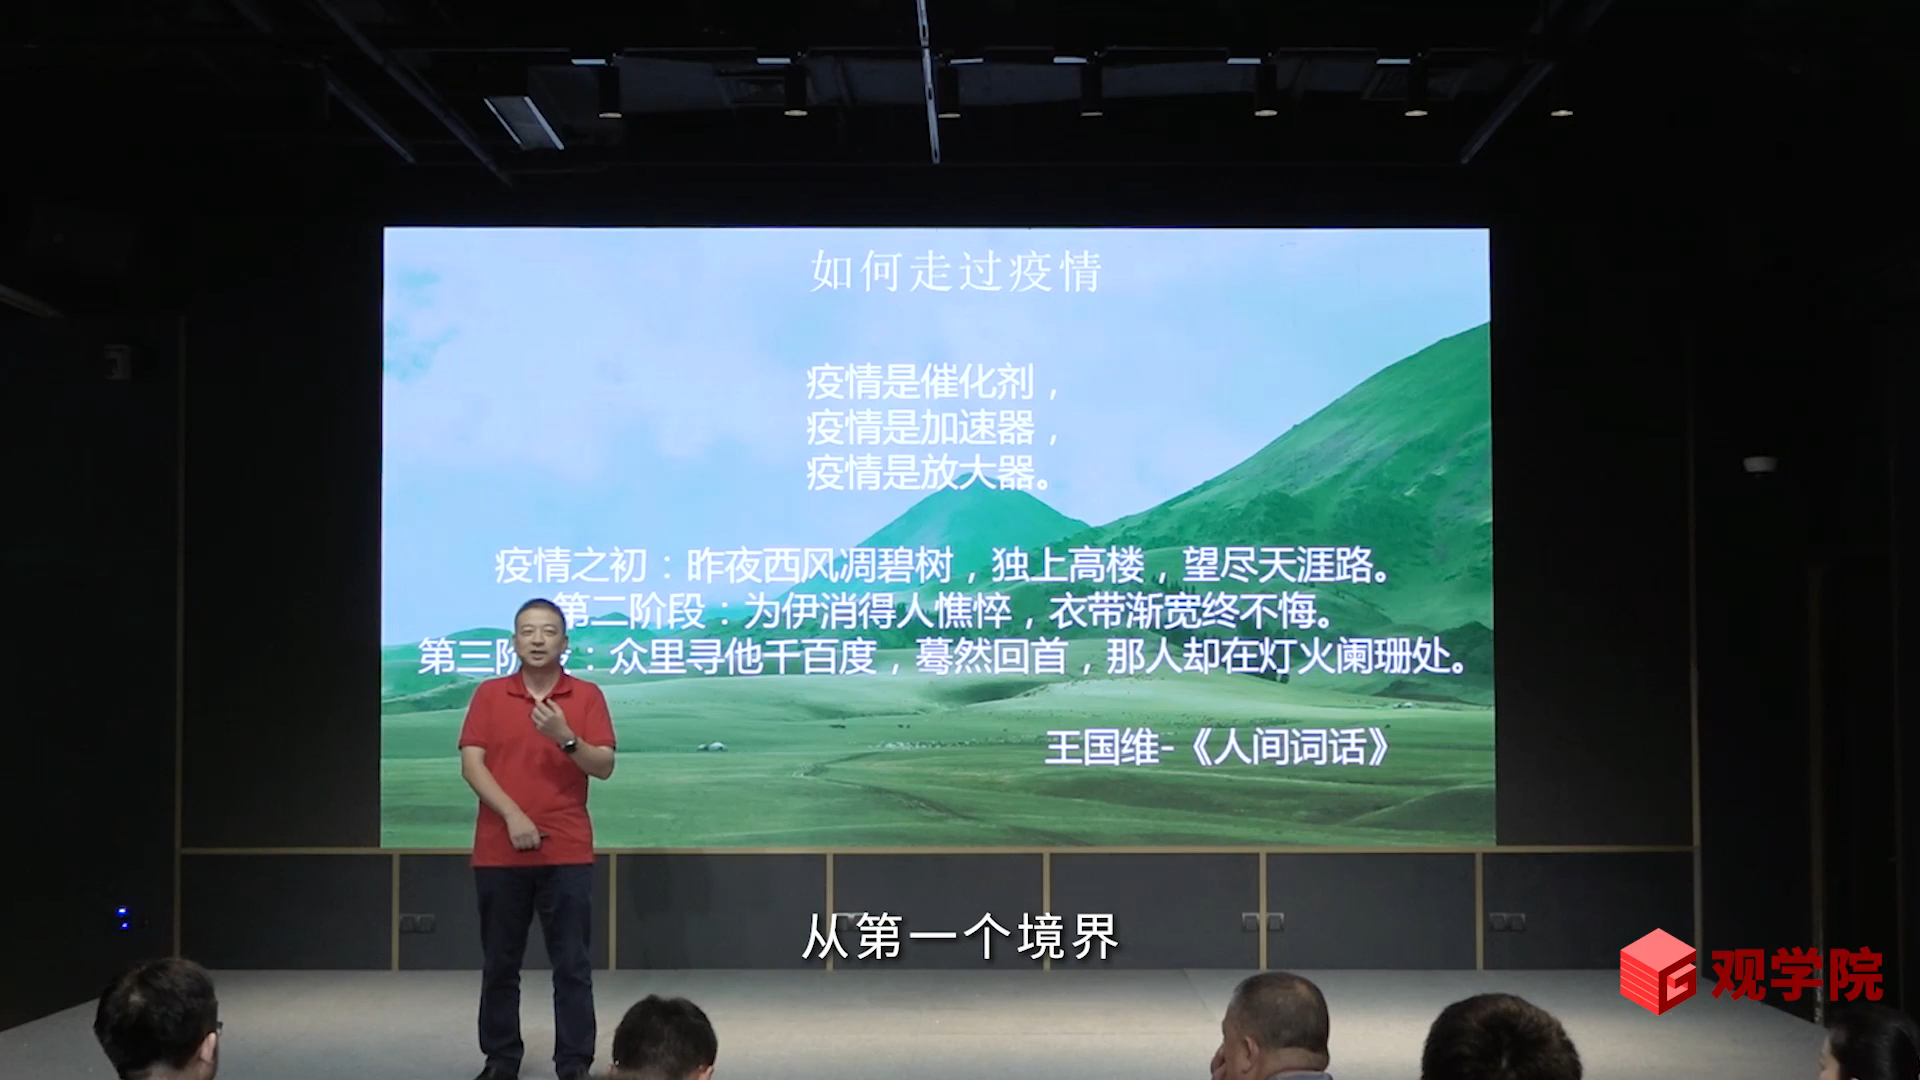 如何走过疫情
疫情是催化剂，
疫情是加速器，
疫情是放大器。
疫情之初：昨夜西风凋碧树，独上高楼，望尽天涯路。
第二阶段：为伊消得人憔悴，衣带渐宽终不悔。
第三阶：众里寻他千百度，蓦然回首，那人却在灯火阑珊处。
王国维-《人间词话》
从第一个境界
观学院